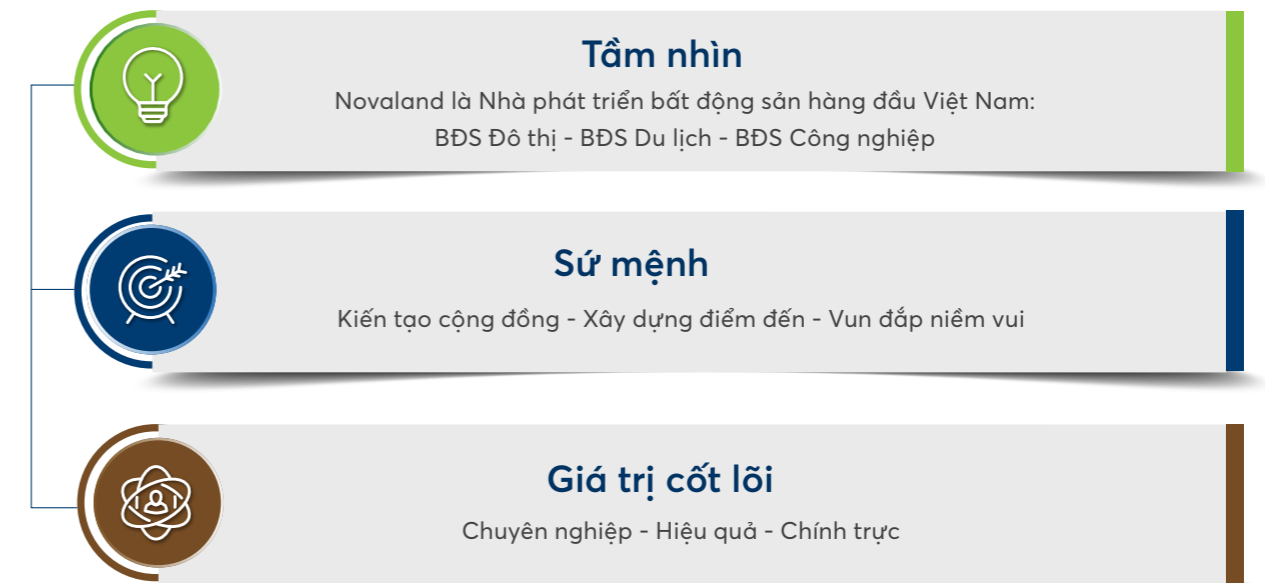 Tầm nhìn
Novaland là Nhà phát triển bất động sản hàng đầu Việt Nam:
BĐS Đô thị - BĐS Du lịch - BĐS Công nghiệp
Sứ mệnh
Kiến tạo cộng đồng - Xây dựng điểm đến - Vun đắp niềm vui
Giá trị cốt lõi
Chuyên nghiệp - Hiệu quả - Chính trực